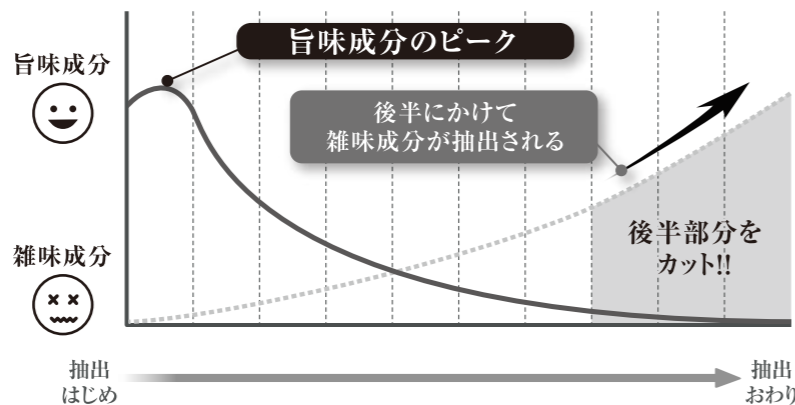 旨味成分のピーク
旨味成分
後半にかけて
雑味成分が抽出される
後半部分を
カット!!
雑味成分
抽出
はじめ
抽出
おわり